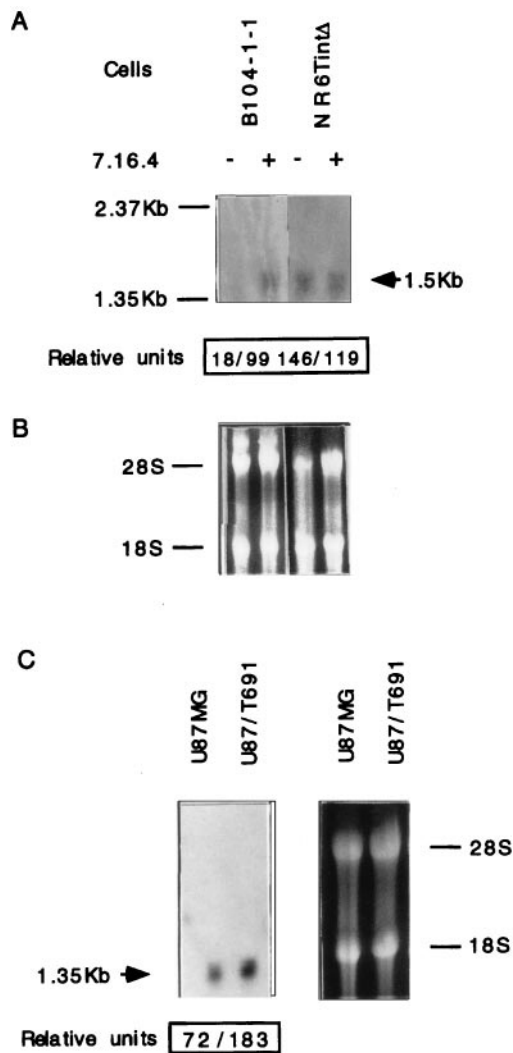 A
Cells
B104-1-1
NR6TintΔ
7.16.4 - + - +
2.37Kb
1.35Kb
1.5Kb
Relative units 18/99 146/119
B
28S
18S
C
U87MG
U87/T691
U87MG
U87/T691
28S
18S
1.35Kb
Relative units 72/183